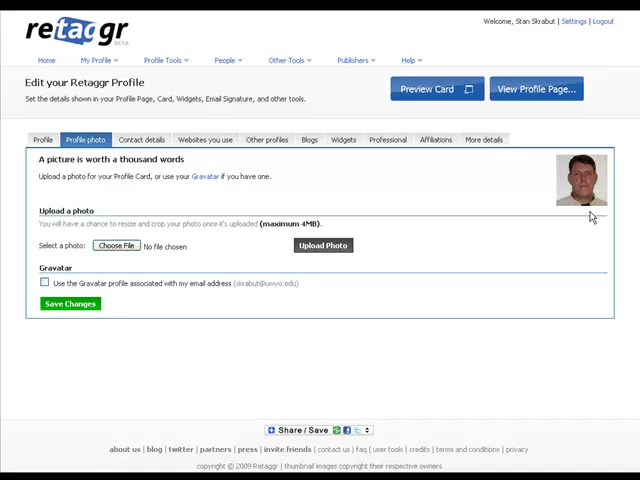 retaggr
BETA
Welcome, Stan Skrabut | Settings | Logout
Home My Profile Profile Tools People Other Tools Publishers Help
Edit your Retaggr Profile
Set the details shown in your Profile Page, Card, Widgets, Email Signature, and other tools.
Preview Card View Profile Page...
Profile Profile photo Contact details Websites you use Other profiles Blogs Widgets Professional Affiliations More details
A picture is worth a thousand words
Upload a photo for your Profile Card, or use your Gravatar if you have one.
Upload a photo
You will have a chance to resize and crop your photo once it's uploaded (maximum 4MB).
Select a photo: Choose File No file chosen Upload Photo
Gravatar
Use the Gravatar profile associated with my email address (skrabut@uwyo.edu)
Save Changes
Share / Save
about us | blog | twitter | partners | press | invite friends | contact us | faq | user tools | credits | terms and conditions | privacy
copyright © 2009 Retaggr | thumbnail images copyright their respective owners